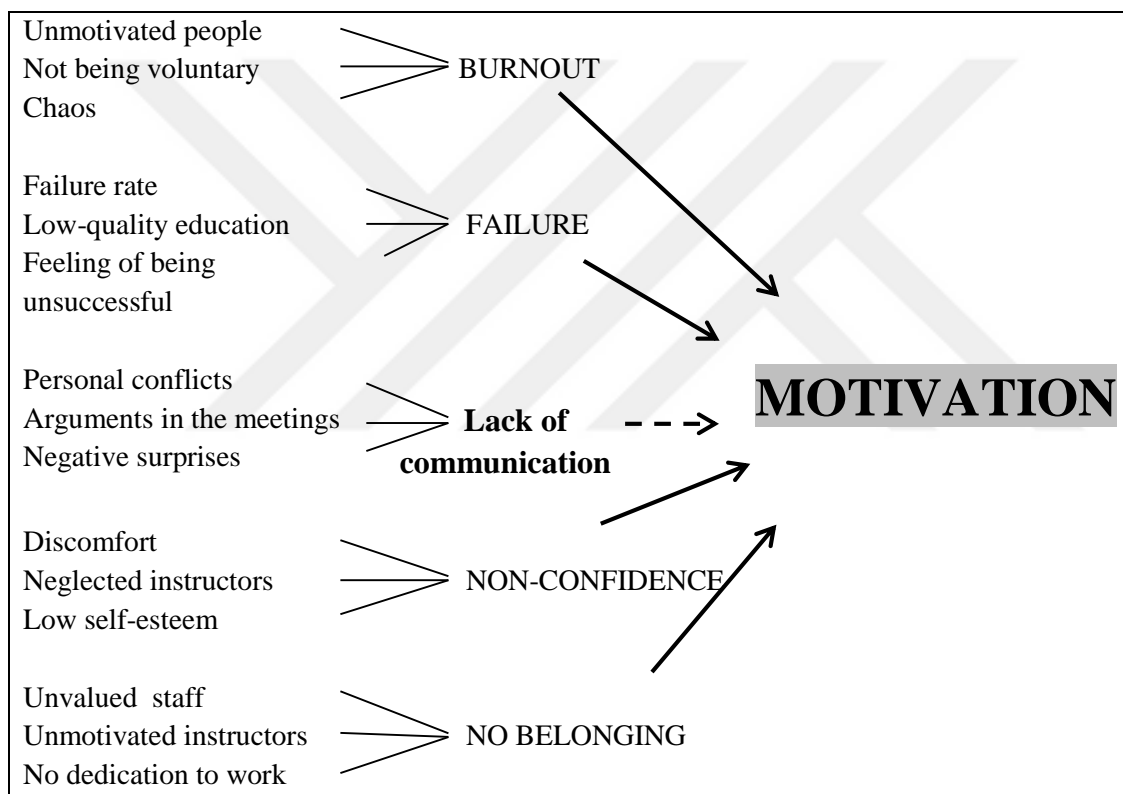 Unmotivated people
Not being voluntary
Chaos
BURNOUT
Failure rate
Low-quality education
Feeling of being
unsuccessful
FAILURE
Personal conflicts
Arguments in the meetings
Negative surprises
Lack of
communication
Discomfort
Neglected instructors
Low self-esteem
NON-CONFIDENCE
Unvalued staff
Unmotivated instructors
No dedication to work
NO BELONGING
MOTIVATION